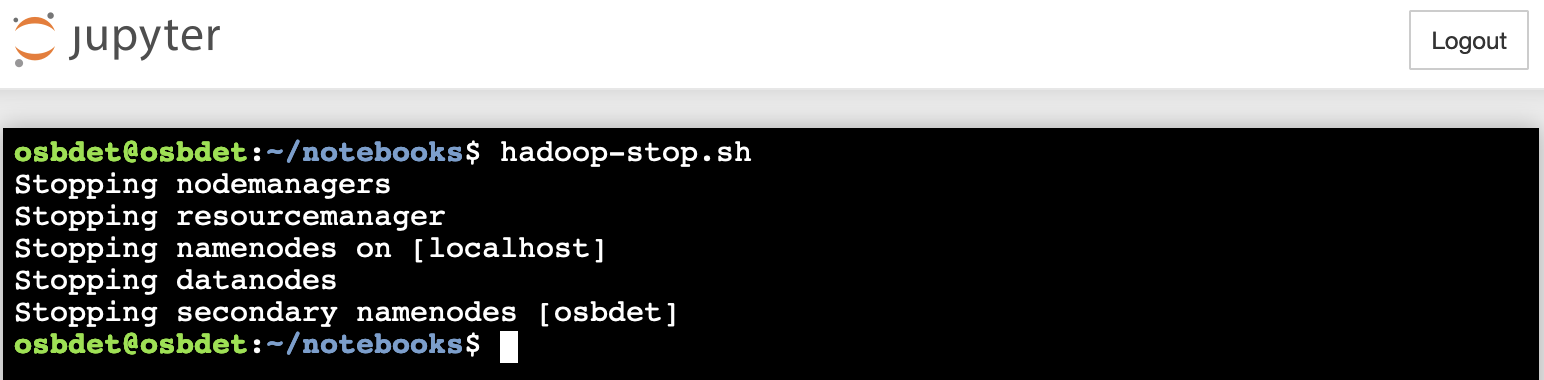 jupyter
Logout
osbdet@osbdet:~/notebooks$ hadoop-stop.sh
Stopping nodemanagers
Stopping resourcemanager
Stopping namenodes on [localhost]
Stopping datanodes
Stopping secondary namenodes [osbdet]
osbdet@osbdet:~/notebooks$